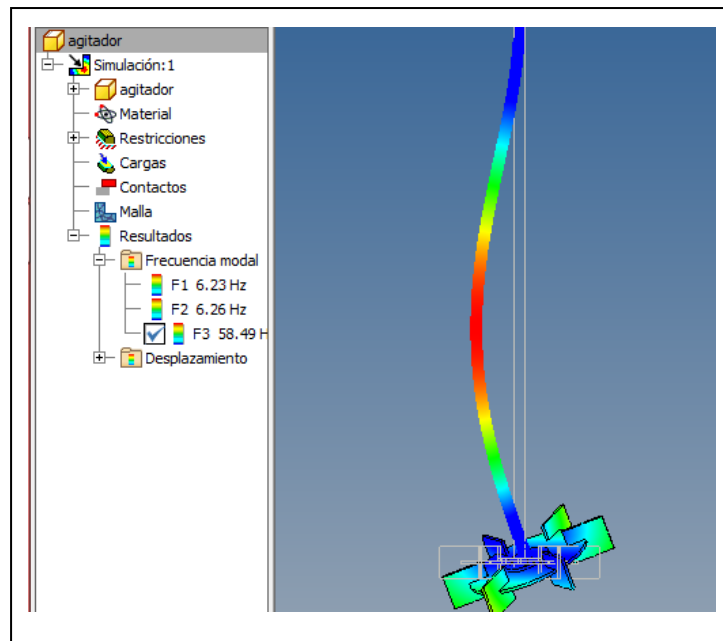 agitador
Simulación:1
agitador
Material
Restricciones
Cargas
Contactos
Malla
Resultados
Frecuencia modal
F1 6.23 Hz
F2 6.26 Hz
F3 58.49 H
Desplazamiento